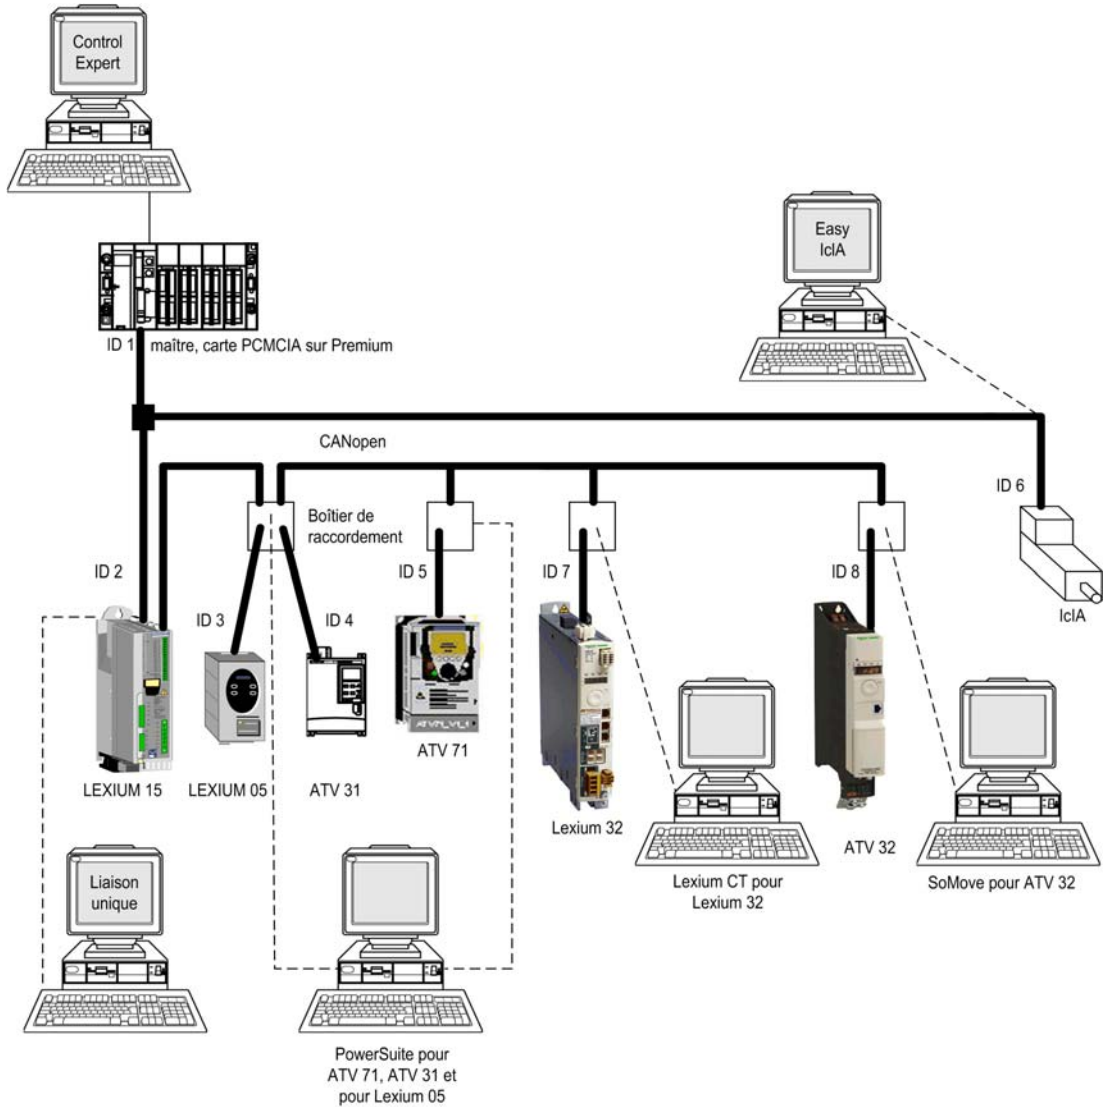 Control
Expert
Easy
IcIA
ID 1 maître, carte PCMCIA sur Premium
CANopen
ID 6
Boîtier de
raccordement
ID 2
ID 5
ID 7
ID 8
ID 3
ID 4
IcIA
ATV 71
LEXIUM 15
LEXIUM 05
ATV 31
Lexium 32
ATV 32
Liaison
unique
Lexium CT pour
Lexium 32
SoMove pour ATV 32
PowerSuite pour
ATV 71, ATV 31 et
pour Lexium 05